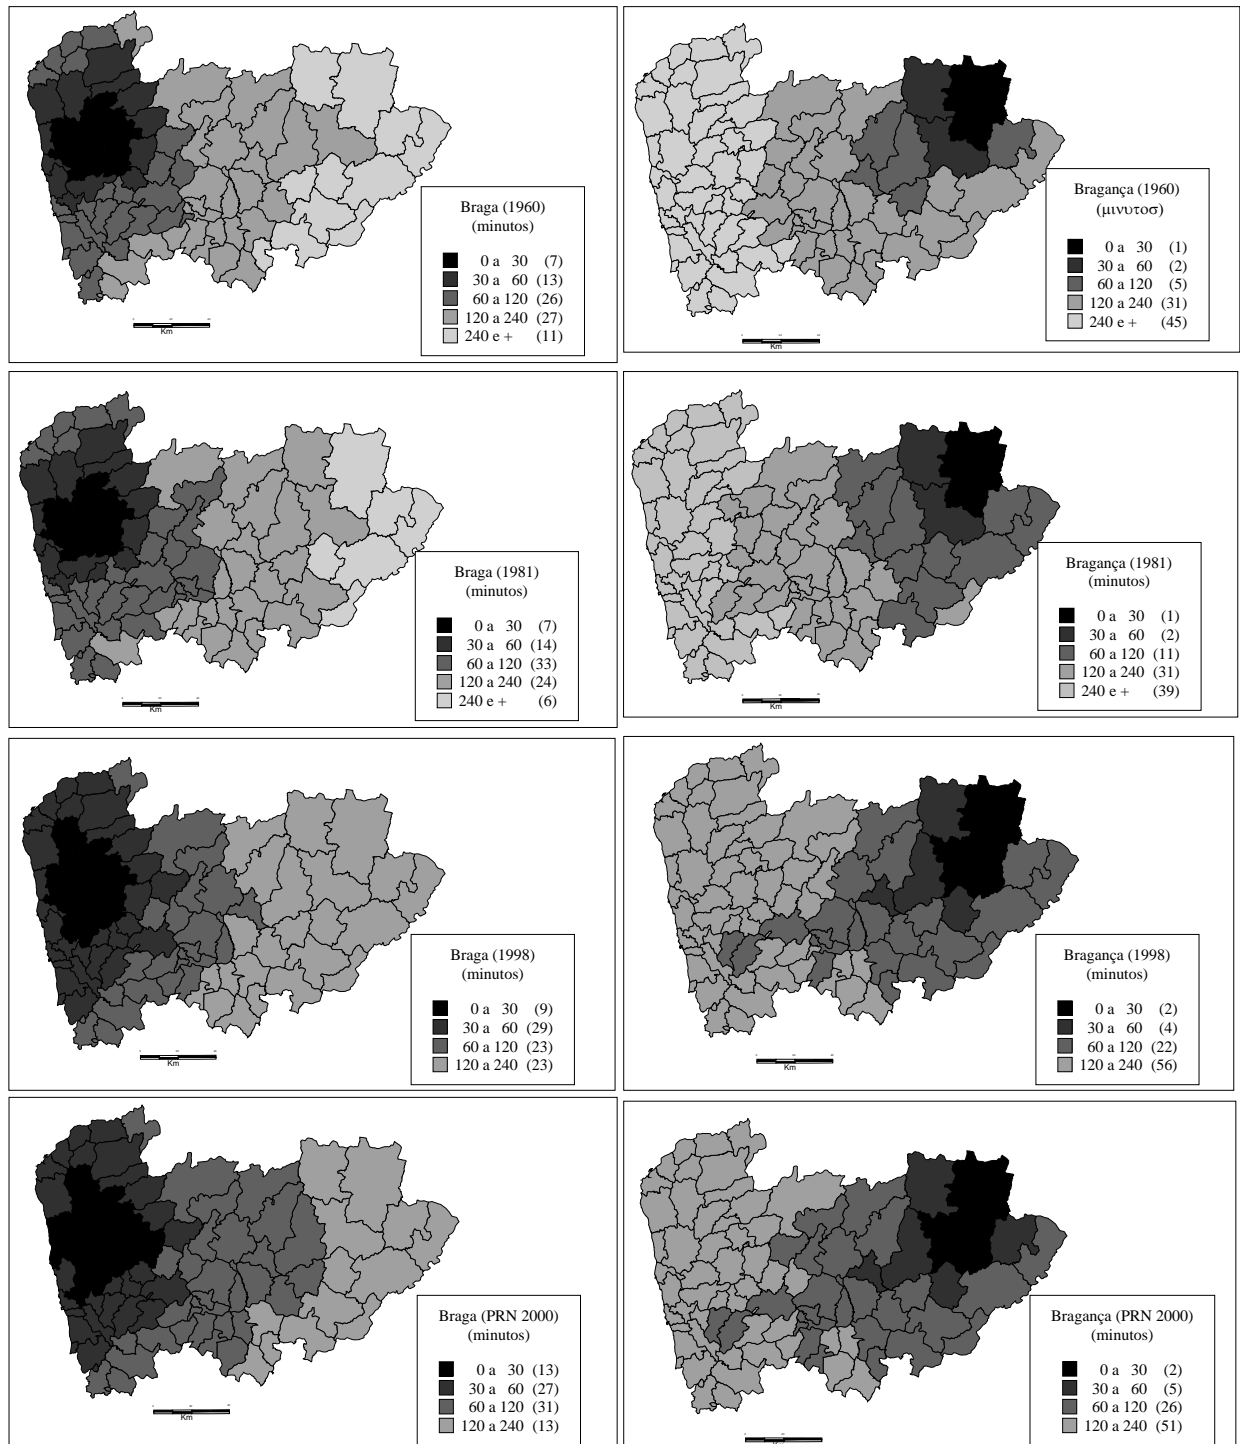 Braga (1960)
(minutos)
0 a 30 (7)
30 a 60 (13)
60 a 120 (26)
120 a 240 (27)
240 e + (11)
Km
Bragança (1960)
(μινυτοσ)
0 a 30 (1)
30 a 60 (2)
60 a 120 (5)
120 a 240 (31)
240 e + (45)
Km
Braga (1981)
(minutos)
0 a 30 (7)
30 a 60 (14)
60 a 120 (33)
120 a 240 (24)
240 e + (6)
Km
Bragança (1981)
(minutos)
0 a 30 (1)
30 a 60 (2)
60 a 120 (11)
120 a 240 (31)
240 e + (39)
Km
Braga (1998)
(minutos)
0 a 30 (9)
30 a 60 (29)
60 a 120 (23)
120 a 240 (23)
Km
Bragança (1998)
(minutos)
0 a 30 (2)
30 a 60 (4)
60 a 120 (22)
120 a 240 (56)
Km
Braga (PRN 2000)
(minutos)
0 a 30 (13)
30 a 60 (27)
60 a 120 (31)
120 a 240 (13)
Km
Bragança (PRN 2000)
(minutos)
0 a 30 (2)
30 a 60 (5)
60 a 120 (26)
120 a 240 (51)